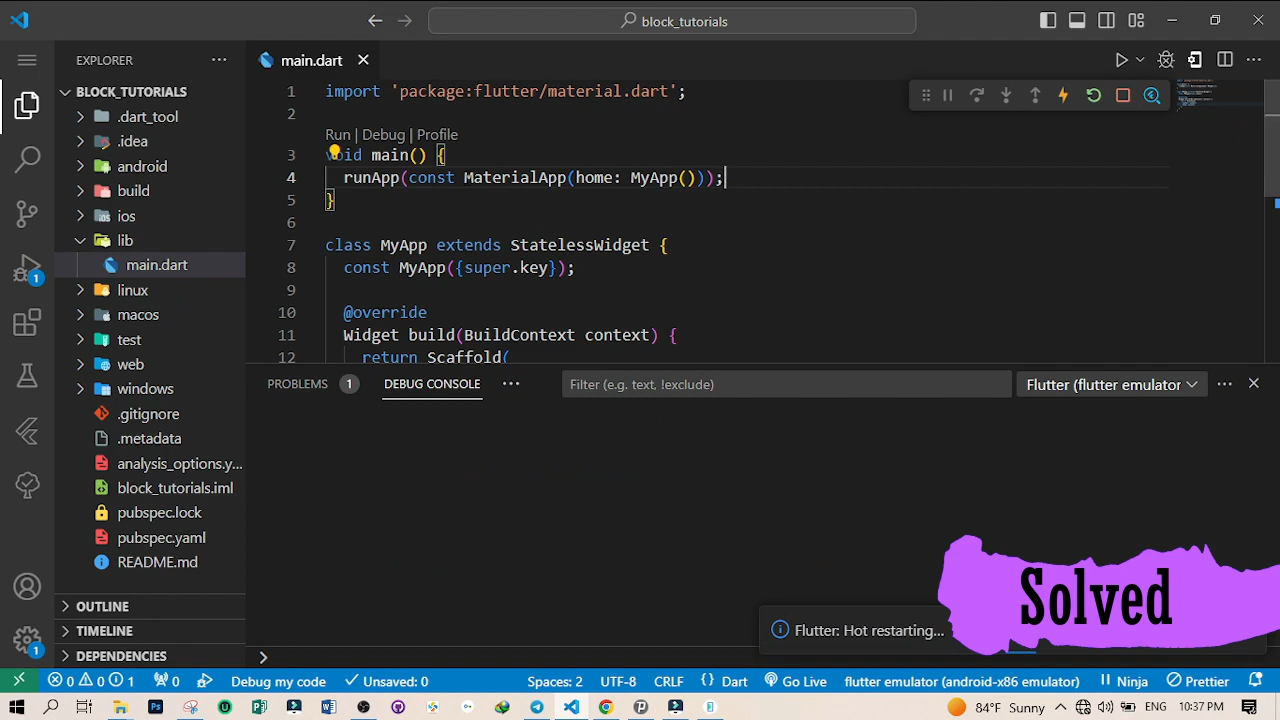 block_tutorials
EXPLORER
main.dart
BLOCK_TUTORIALS
.dart_tool
.idea
android
build
ios
lib
main.dart
linux
macos
test
web
windows
.gitignore
.metadata
analysis_options.y...
block_tutorials.iml
pubspec.lock
pubspec.yaml
README.md
OUTLINE
TIMELINE
DEPENDENCIES
1
1
1 import 'package:flutter/material.dart';
2
Run | Debug | Profile
3 void main() {
4 runApp(const MaterialApp(home: MyApp()));
5 }
6
7 class MyApp extends StatelessWidget {
8 const MyApp({super.key});
9
10 @override
11 Widget build(BuildContext context) {
12 return Scaffold(
PROBLEMS 1 DEBUG CONSOLE Filter (e.g. text, !exclude) Flutter (flutter emulator
Solved
Flutter: Hot restarting...
0 0 1 0 Debug my code Unsaved: 0 Spaces: 2 UTF-8 CRLF { } Dart Go Live flutter emulator (android-x86 emulator) Ninja Prettier
84°F Sunny ENG 10:37 PM